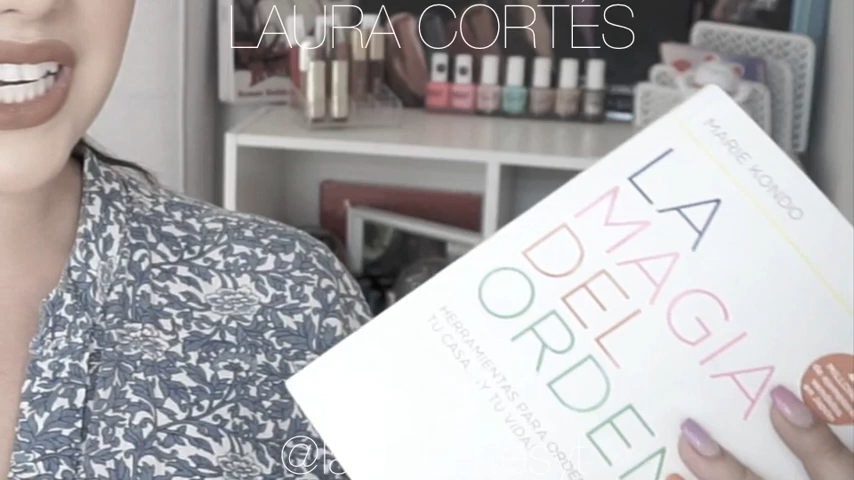 LAURA CORTÉS
MARIE KONDO
LA
MAGIA
DEL
ORDEN
HERRAMIENTAS PARA ORDENAR
TU CASA... ¡Y TU VIDA!